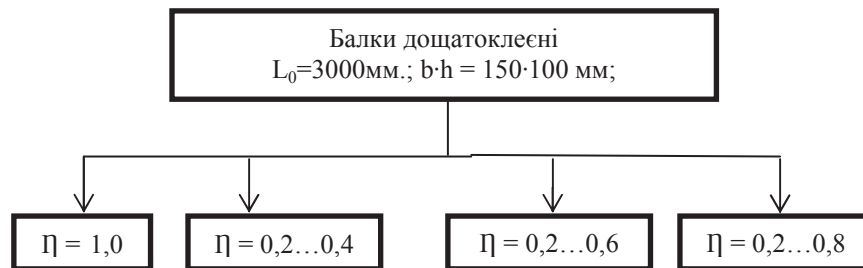 Балки дощатоклеєні
L₀=3000мм.; b·h = 150·100 мм;
Ƞ = 1,0
Ƞ = 0,2…0,4
Ƞ = 0,2…0,6
Ƞ = 0,2…0,8